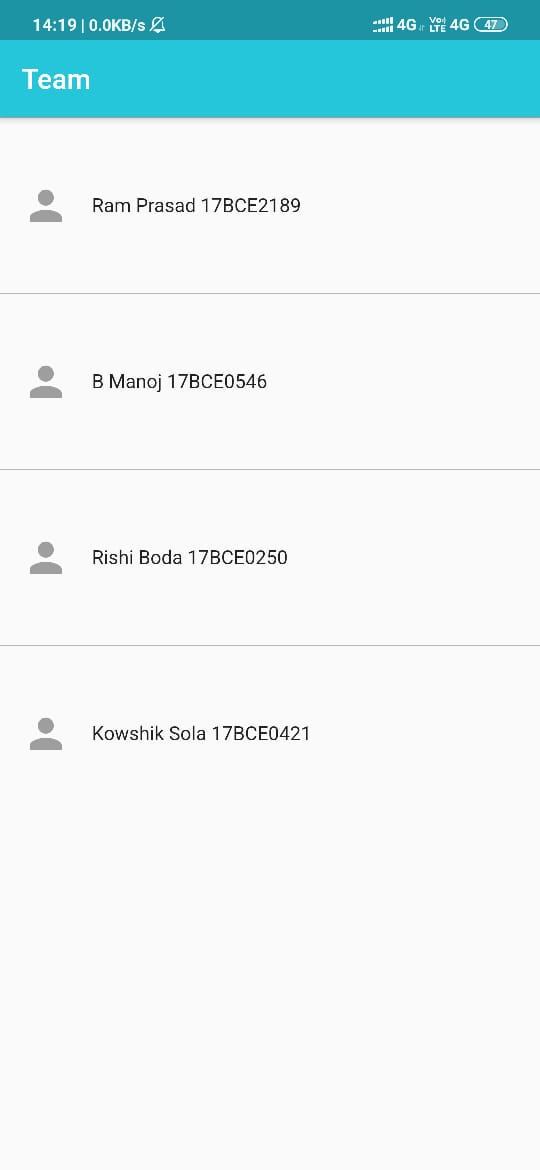 14:19 | 0.0KB/s 4G Vo) LTE 4G 47
Team
Ram Prasad 17BCE2189
B Manoj 17BCE0546
Rishi Boda 17BCE0250
Kowshik Sola 17BCE0421